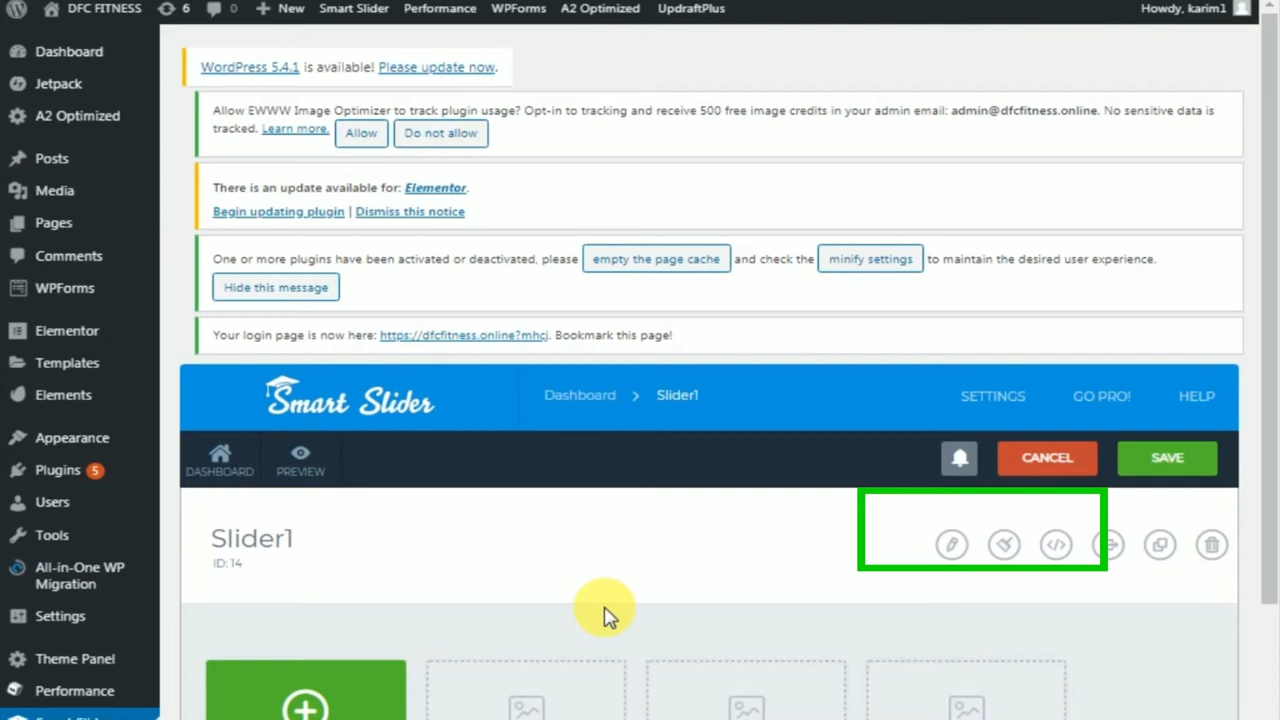 DFC FITNESS 6 0 New Smart Slider Performance WPForms A2 Optimized UpdraftPlus Howdy, karim1
Dashboard
Jetpack
A2 Optimized
Posts
Media
Pages
Comments
WPForms
Elementor
Templates
Elements
Appearance
Plugins 5
Users
Tools
All-in-One WP
Migration
Settings
Theme Panel
Performance
WordPress 5.4.1 is available! Please update now.
Allow EWWW Image Optimizer to track plugin usage? Opt-in to tracking and receive 500 free image credits in your admin email: admin@dfcfitness.online. No sensitive data is
tracked. Learn more. Allow Do not allow
There is an update available for: Elementor.
Begin updating plugin | Dismiss this notice
One or more plugins have been activated or deactivated, please empty the page cache and check the minify settings to maintain the desired user experience.
Hide this message
Your login page is now here: https://dfcfitness.online?mhcj. Bookmark this page!
Smart Slider Dashboard > Slider1 SETTINGS GO PRO! HELP
DASHBOARD PREVIEW CANCEL SAVE
Slider1
ID: 14